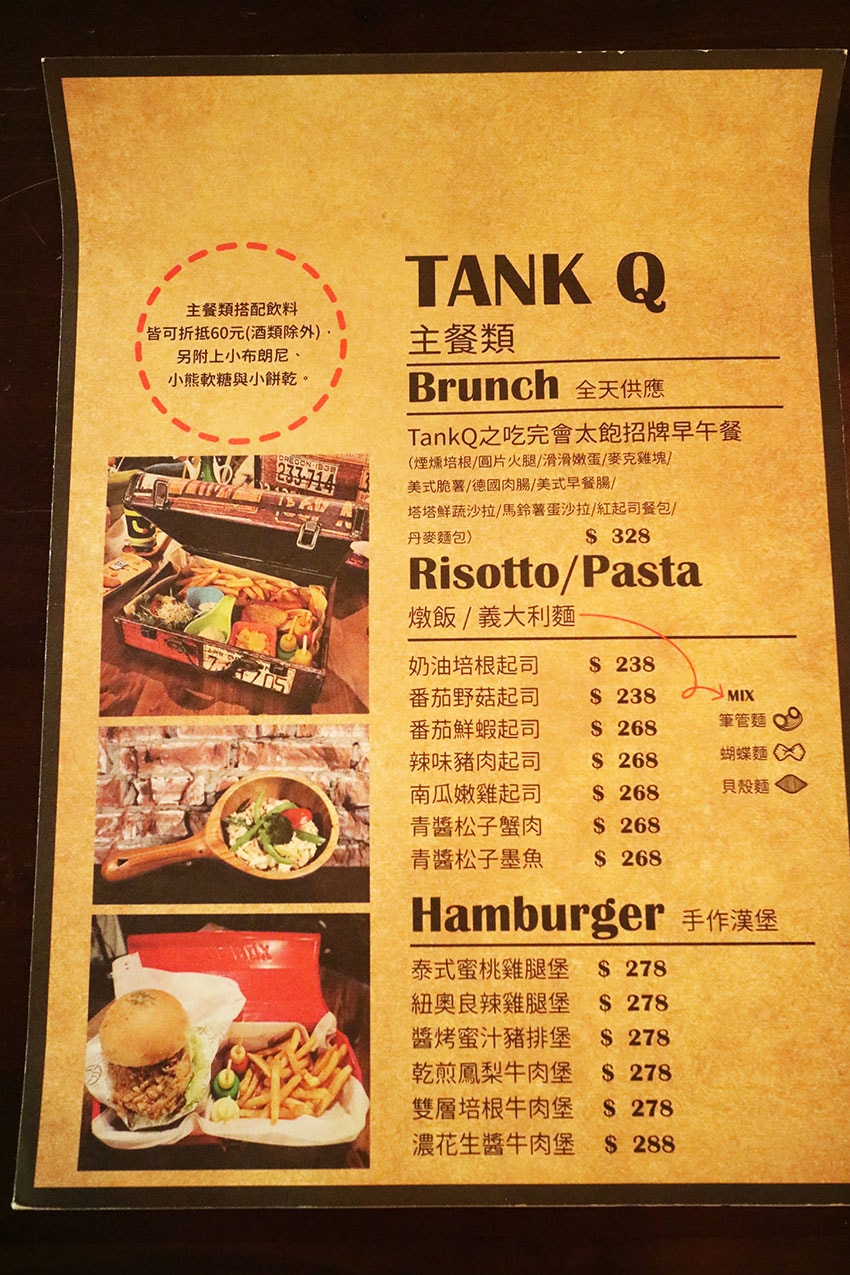 主餐類搭配飲料
皆可折抵60元(酒類除外)，
另附上小布朗尼、
小熊軟糖與小餅乾。
TANK Q
主餐類
Brunch 全天供應
TankQ之吃完會太飽招牌早午餐
(煙燻培根/圓片火腿/滑滑嫩蛋/麥克雞塊/
美式脆薯/德國肉腸/美式早餐腸/
塔塔鮮蔬沙拉/馬鈴薯蛋沙拉/紅起司餐包/
丹麥麵包) $ 328
Risotto/Pasta
燉飯 / 義大利麵
奶油培根起司 $ 238
番茄野菇起司 $ 238
番茄鮮蝦起司 $ 268
辣味豬肉起司 $ 268
南瓜嫩雞起司 $ 268
青醬松子蟹肉 $ 268
青醬松子墨魚 $ 268
MIX
筆管麵
蝴蝶麵
貝殼麵
Hamburger 手作漢堡
泰式蜜桃雞腿堡 $ 278
紐奧良辣雞腿堡 $ 278
醬烤蜜汁豬排堡 $ 278
乾煎鳳梨牛肉堡 $ 278
雙層培根牛肉堡 $ 278
濃花生醬牛肉堡 $ 288
OREGON 1938
233-714
BOX